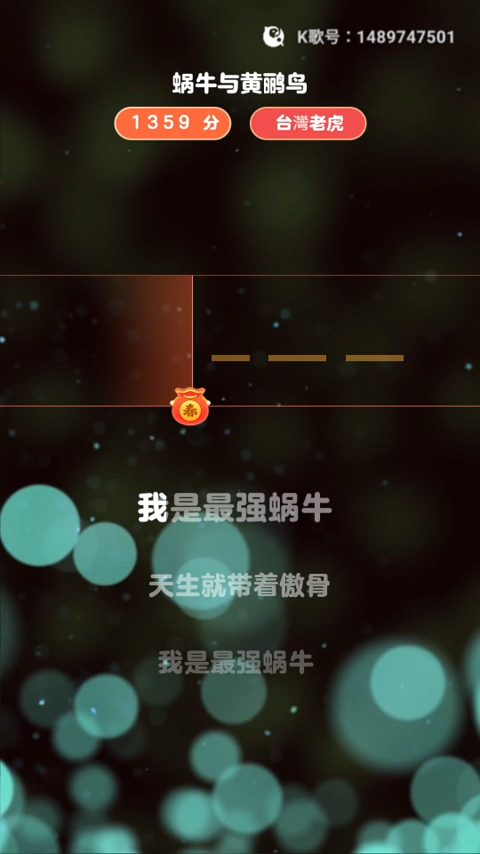 K歌号：1489747501
蜗牛与黄鹂鸟
1359 分
台灣老虎
春
我是最强蜗牛
天生就带着傲骨
我是最强蜗牛